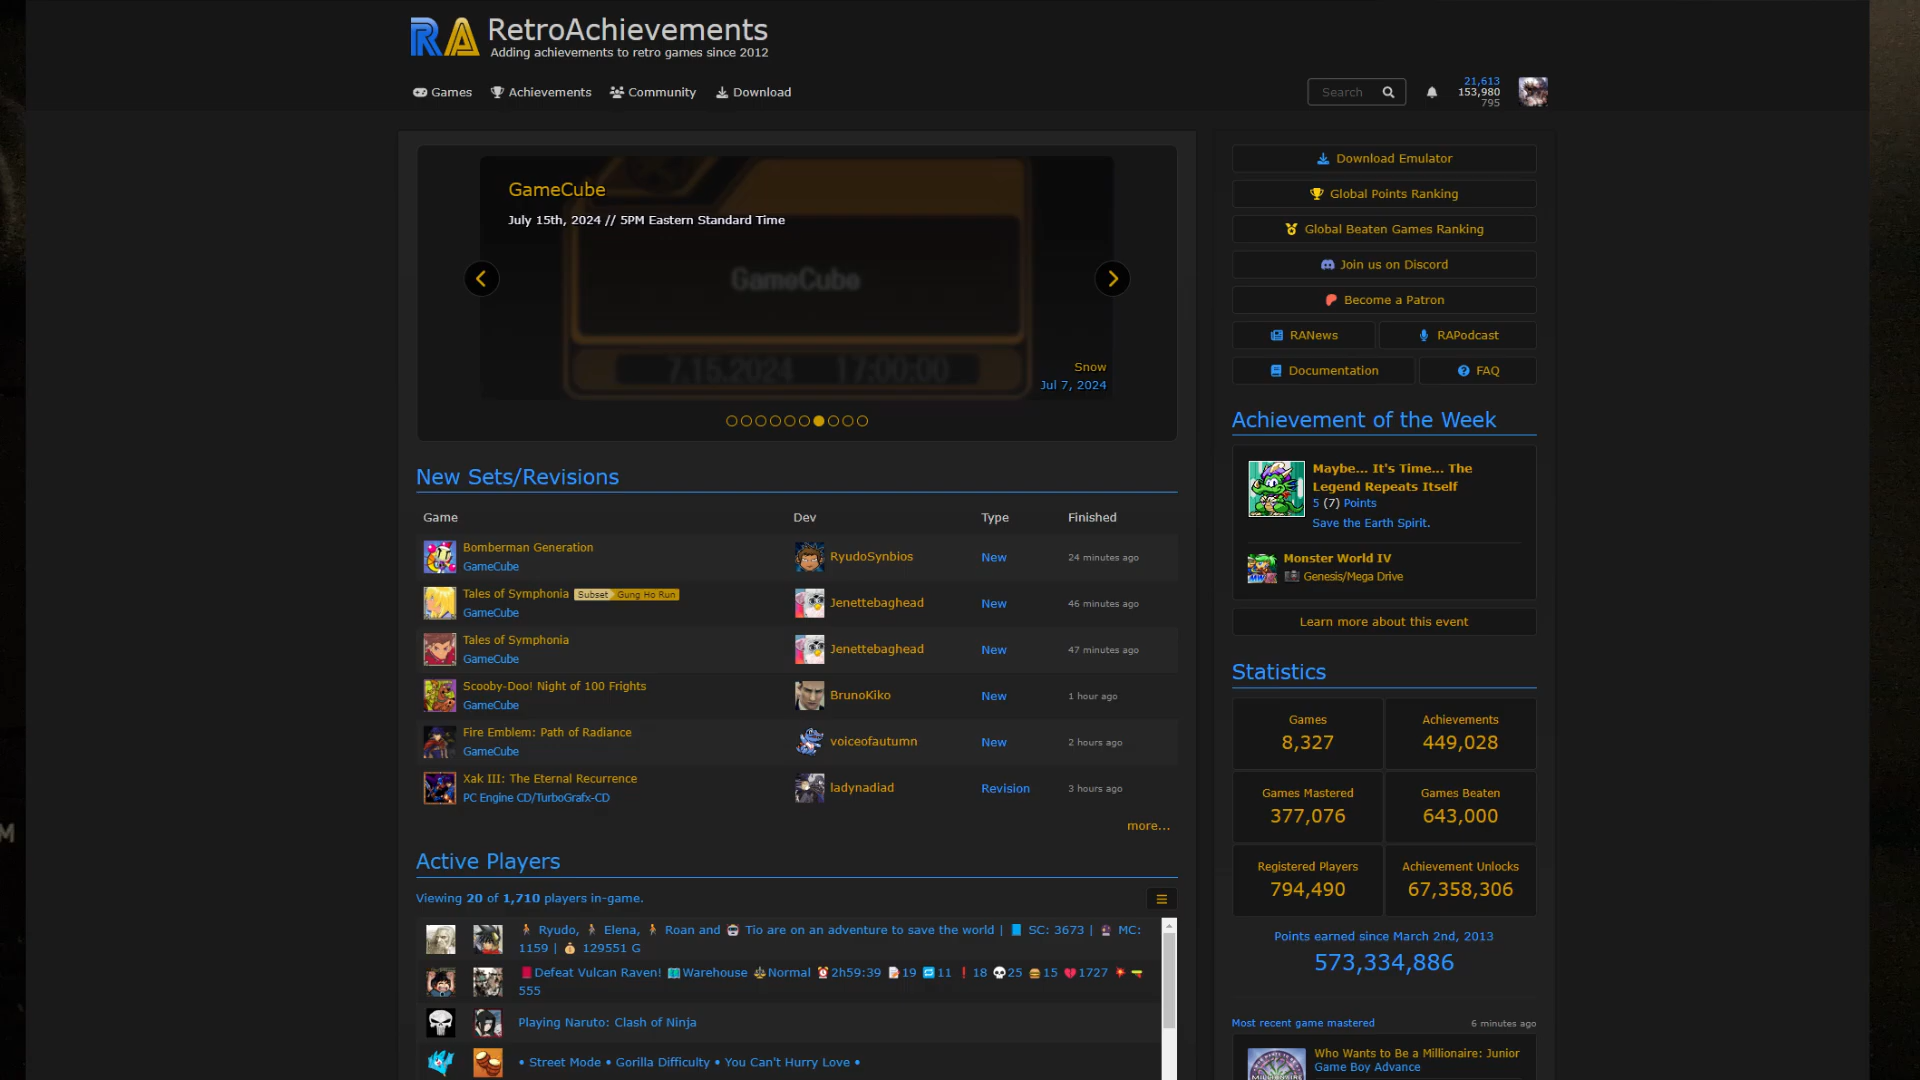 RetroAchievements
Adding achievements to retro games since 2012
Games
Achievements
Community
Download
Search
21,613
153,980
795
GameCube
July 15th, 2024 // 5PM Eastern Standard Time
GameCube
7.15.2024 17:00:00
Snow
Jul 7, 2024
New Sets/Revisions
Game Dev Type Finished
Bomberman Generation
GameCube
RyudoSynbios New 24 minutes ago
Tales of Symphonia Subset Gung Ho Run
GameCube
Jenettebaghead New 46 minutes ago
Tales of Symphonia
GameCube
Jenettebaghead New 47 minutes ago
Scooby-Doo! Night of 100 Frights
GameCube
BrunoKiko New 1 hour ago
Fire Emblem: Path of Radiance
GameCube
voiceofautumn New 2 hours ago
Xak III: The Eternal Recurrence
PC Engine CD/TurboGrafx-CD
ladynadiad Revision 3 hours ago
more...
Active Players
Viewing 20 of 1,710 players in-game.
Ryudo, Elena, Roan and Tio are on an adventure to save the world | SC: 3673 | MC:
1159 | 129551 G
Defeat Vulcan Raven! Warehouse Normal 2h59:39 19 11 18 25 15 1727
555
Playing Naruto: Clash of Ninja
• Street Mode • Gorilla Difficulty • You Can't Hurry Love •
Download Emulator
Global Points Ranking
Global Beaten Games Ranking
Join us on Discord
Become a Patron
RANews
RAPodcast
Documentation
FAQ
Achievement of the Week
Maybe... It's Time... The
Legend Repeats Itself
5 (7) Points
Save the Earth Spirit.
Monster World IV
Genesis/Mega Drive
Learn more about this event
Statistics
Games
8,327
Achievements
449,028
Games Mastered
377,076
Games Beaten
643,000
Registered Players
794,490
Achievement Unlocks
67,358,306
Points earned since March 2nd, 2013
573,334,886
Most recent game mastered 6 minutes ago
Who Wants to Be a Millionaire: Junior
Game Boy Advance